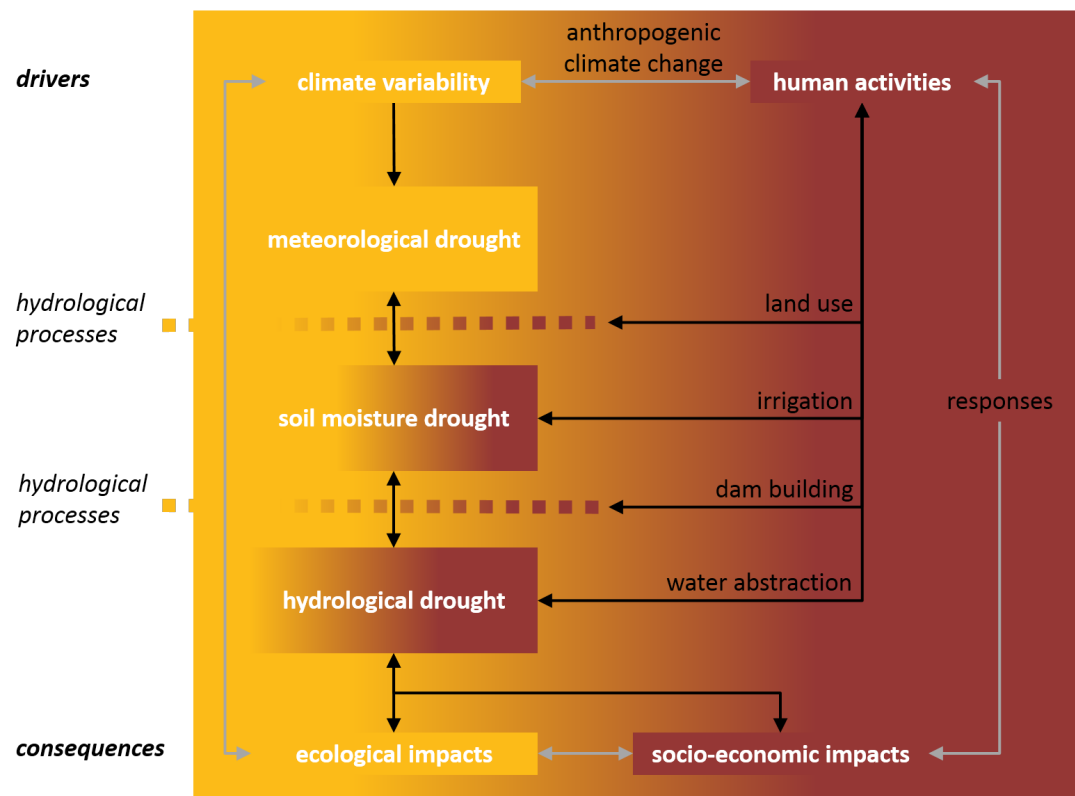 anthropogenic
climate change
drivers
climate variability
human activities
meteorological drought
hydrological
processes
land use
soil moisture drought
irrigation
responses
hydrological
processes
dam building
hydrological drought
water abstraction
consequences
ecological impacts
socio-economic impacts